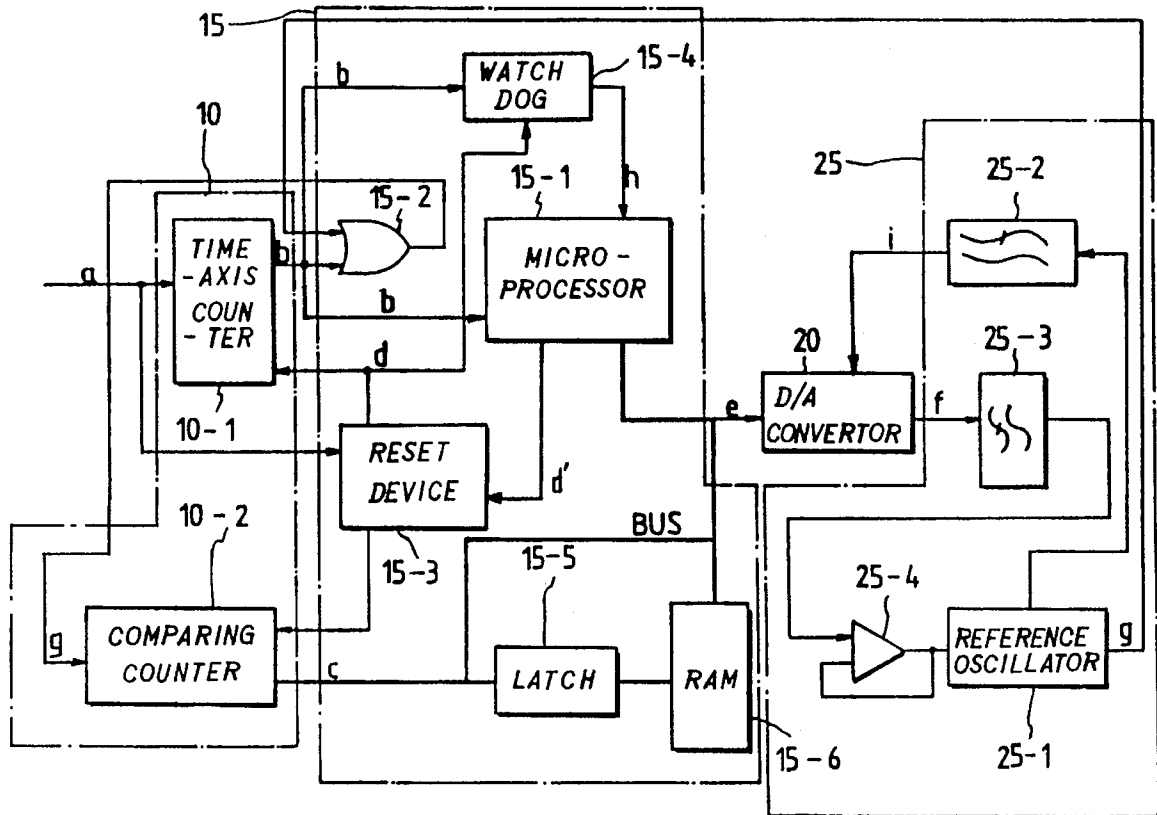 15
WATCH
DOG
15-4
b
10
25
15-1
h
25-2
15-2
TIME
-AXIS
COUN
-TER
b
a
MICRO-
PROCESSOR
i
b
20
25-3
d
D/A
CONVERTOR
e
f
10-1
RESET
DEVICE
d'
10-2
BUS
15-3
15-5
25-4
COMPARING
COUNTER
g
REFERENCE
OSCILLATOR
g
c
LATCH
RAM
15-6
25-1